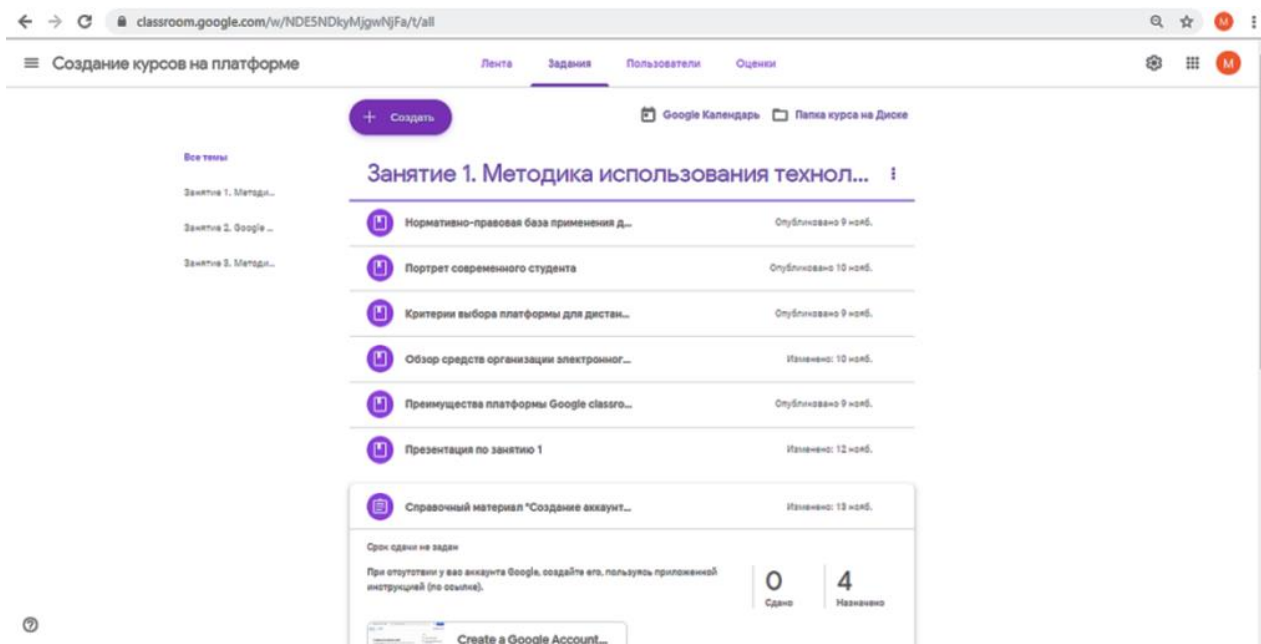 classroom.google.com/w/NDE5NDkyMjgwNjFa/t/all
M
Создание курсов на платформе
Лента Задания Пользователи Оценки
M
+ Создать
Google Календарь Папка курса на Диске
Все темы
Занятие 1. Методи...
Занятие 2. Google ...
Занятие 3. Методи...
Занятие 1. Методика использования технол...
Нормативно-правовая база применения д... Опубликовано 9 нояб.
Портрет современного студента Опубликовано 10 нояб.
Критерии выбора платформы для дистан... Опубликовано 9 нояб.
Обзор средств организации электронног... Изменено: 10 нояб.
Преимущества платформы Google classro... Опубликовано 9 нояб.
Презентация по занятию 1 Изменено: 12 нояб.
Справочный материал "Создание аккаунт... Изменено: 13 нояб.
Срок сдачи не задан
При отсутствии у вас аккаунта Google, создайте его, пользуясь приложенной
инструкцией (по ссылке).
0 4
Сдано Назначено
Create a Google Account...